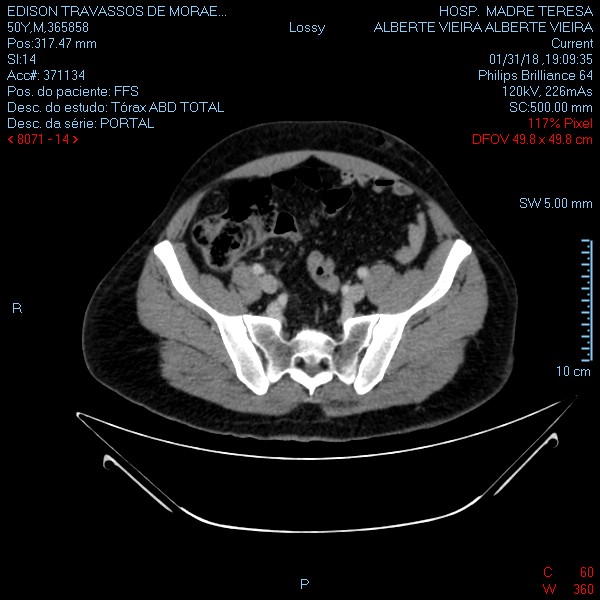 EDISON TRAVASSOS DE MORAE...
50Y,M,365858
Pos:317.47 mm
Sl:14
Acc#: 371134
Pos. do paciente: FFS
Desc. do estudo: Tórax ABD TOTAL
Desc. da série: PORTAL
< 8071 - 14 >
Lossy
HOSP. MADRE TERESA
ALBERTE VIEIRA ALBERTE VIEIRA
Current
01/31/18 ,19:09:35
Philips Brilliance 64
120kV, 226mAs
SC:500.00 mm
117% Pixel
DFOV 49.8 x 49.8 cm
SW 5.00 mm
R
10 cm
P
C 60
W 360